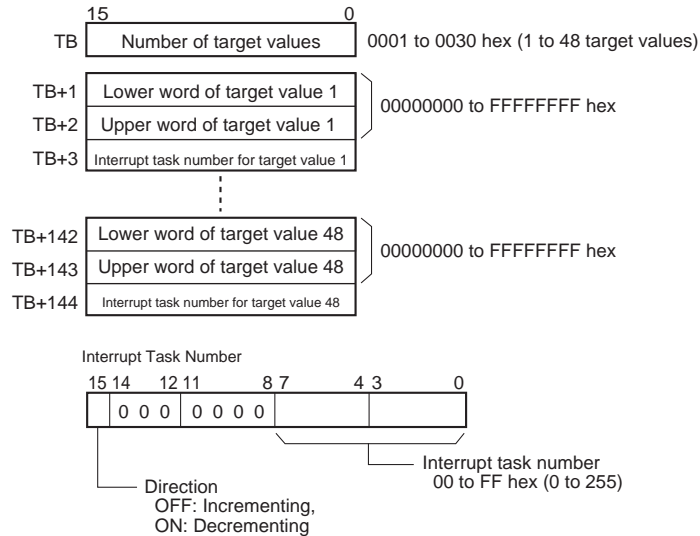 15 0
TB Number of target values 0001 to 0030 hex (1 to 48 target values)
TB+1 Lower word of target value 1
00000000 to FFFFFFFF hex
TB+2 Upper word of target value 1
TB+3 Interrupt task number for target value 1
TB+142 Lower word of target value 48
00000000 to FFFFFFFF hex
TB+143 Upper word of target value 48
TB+144 Interrupt task number for target value 48
Interrupt Task Number
15 14 12 11 8 7 4 3 0
0 0 0 0 0 0 0
Interrupt task number
00 to FF hex (0 to 255)
Direction
OFF: Incrementing,
ON: Decrementing